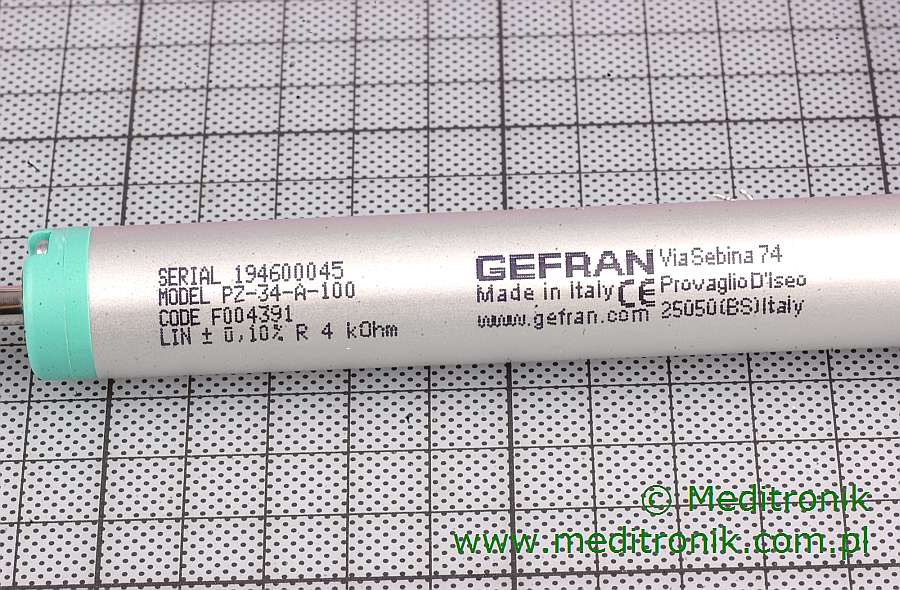 SERIAL 194600045
MODEL PZ-34-A-100
CODE F004391
LIN ± 0,10% R 4 kOhm
GEFRAN
Made in Italy CE
www.gefran.com
Via Sebina 74
Provaglio D'Iseo
25050(BS)Italy
© Meditronik
www.meditronik.com.pl